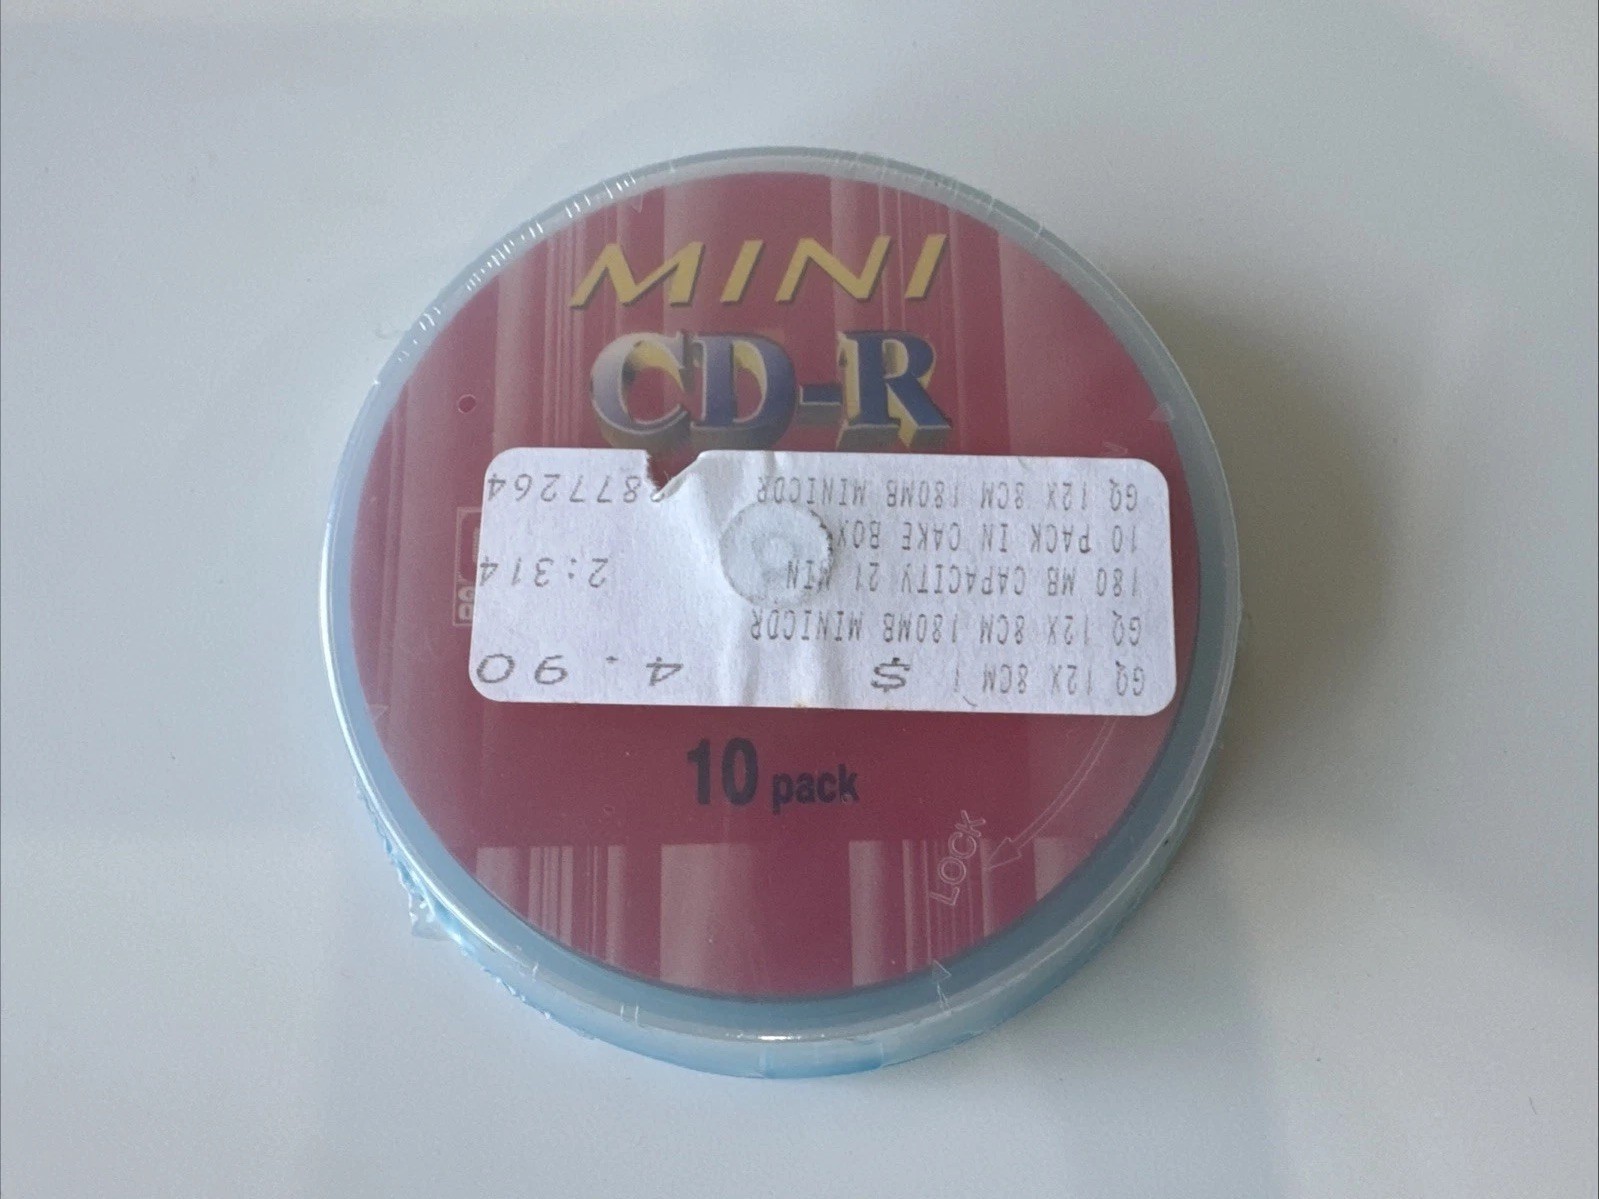 MINI
CD-R
GQ 12X 8CM 1 $ 4.90
GQ 12X 8CM 180MB MINICDR
180 MB CAPACITY 21 MIN 2:314
10 PACK IN CAKE BOX
GQ 12X 8CM 180MB MINICDR 877264
10 pack
LOCK